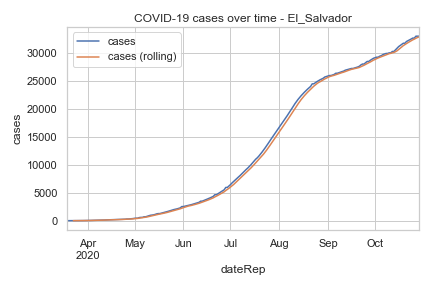 COVID-19 cases over time - El_Salvador
cases
cases (rolling)
cases
30000
25000
20000
15000
10000
5000
0
Apr
2020
May
Jun
Jul
Aug
Sep
Oct
dateRep